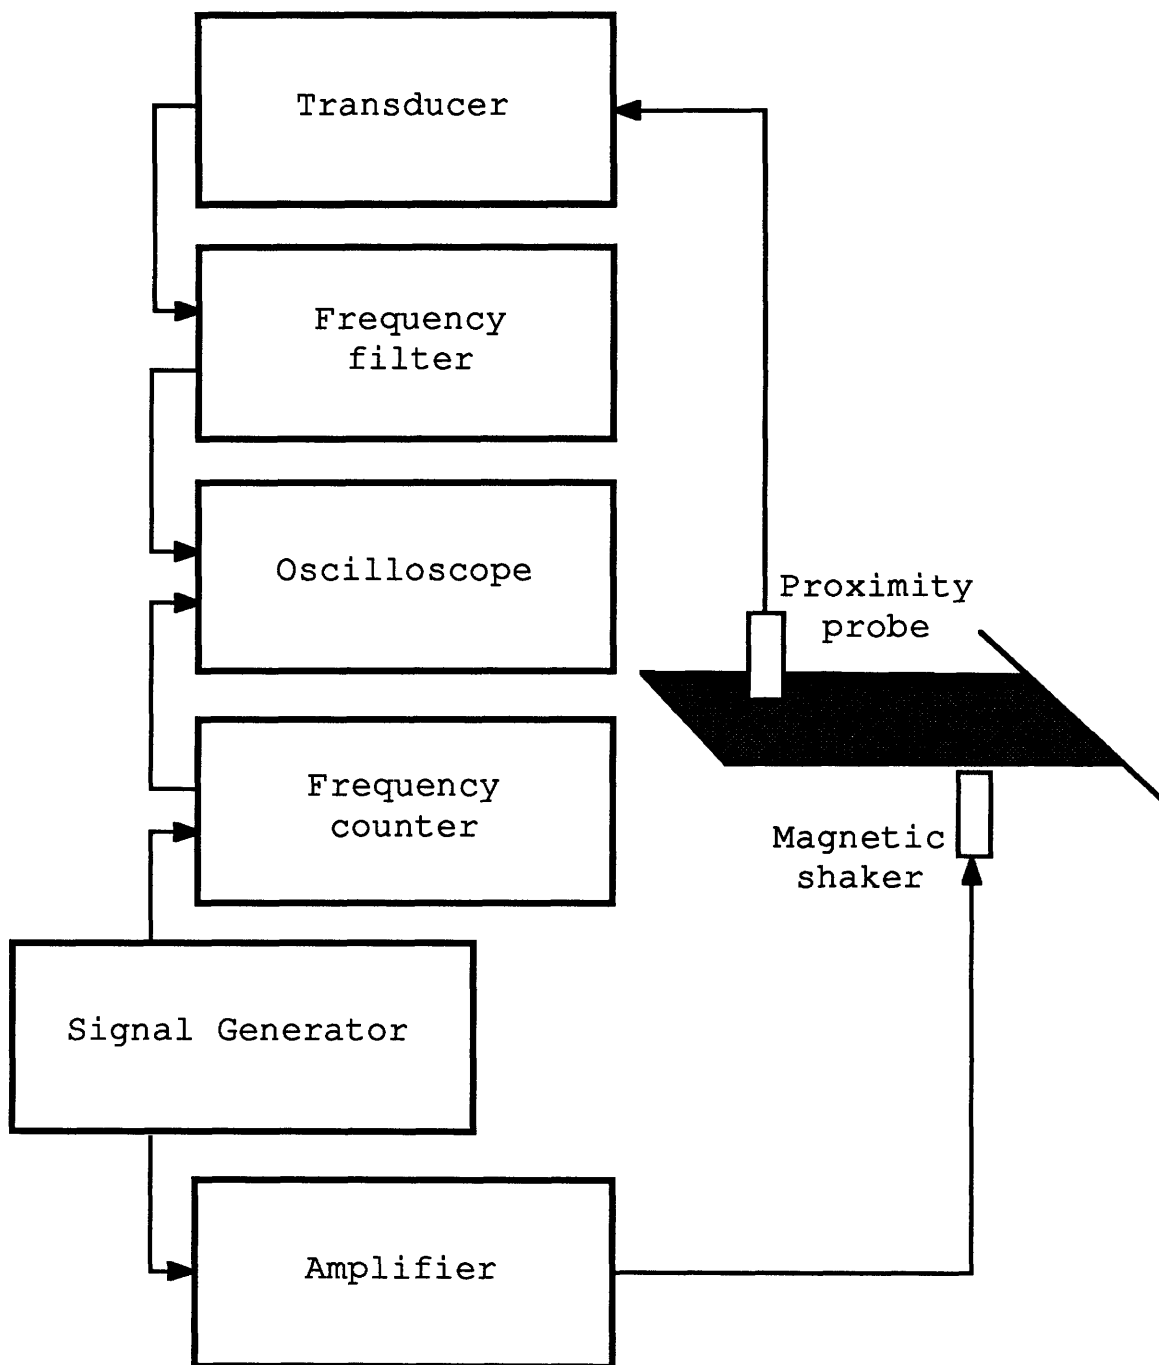 Transducer
Frequency
filter
Oscilloscope
Proximity
probe
Frequency
counter
Magnetic
shaker
Signal Generator
Amplifier